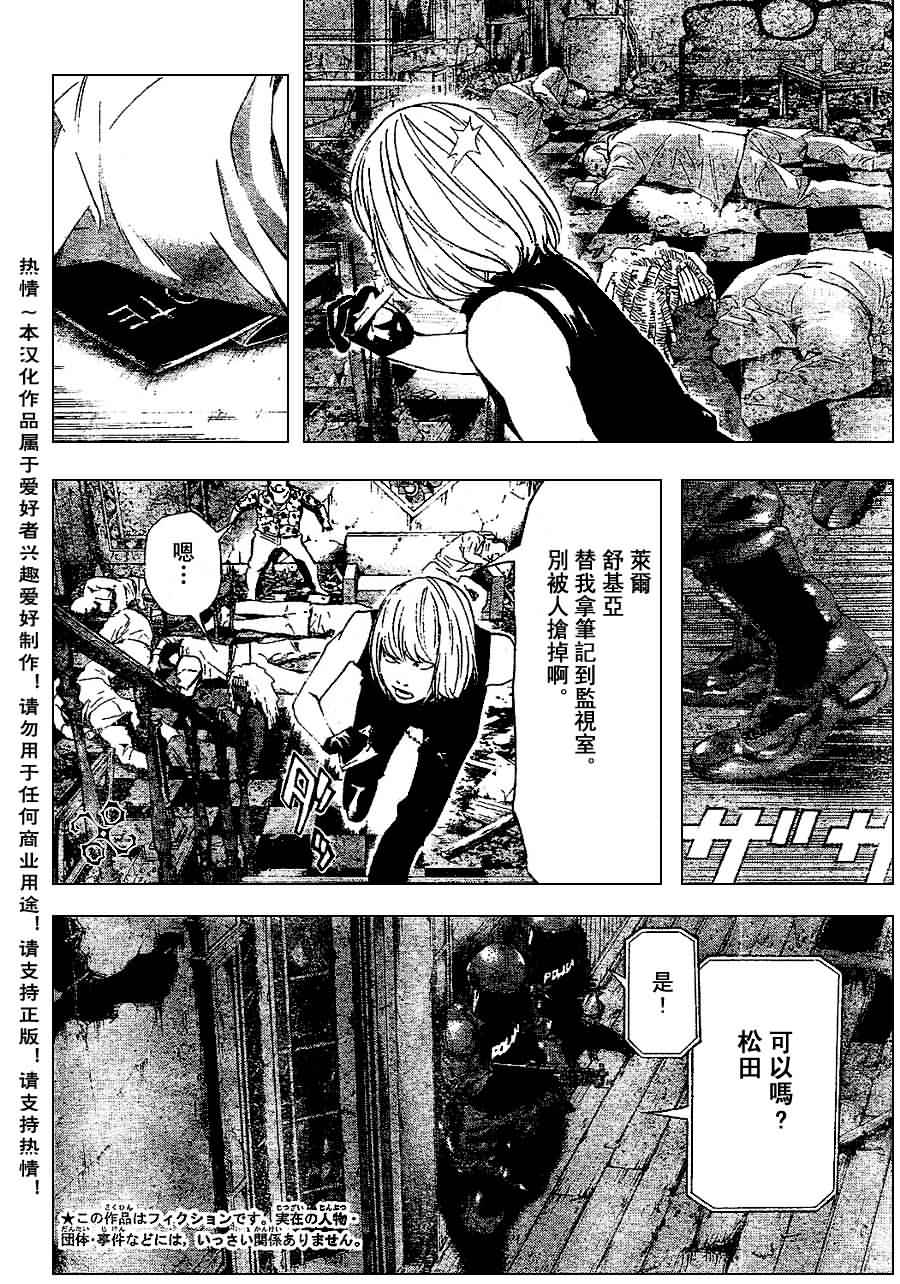 萊爾
舒基亞
替我拿筆記到監視室。
別被人搶掉啊。
嗯…
ザザ
ダッ
可以嗎？
松田
是！
POLICE
★この作品はフィクションです。実在の人物・
団体・事件などには、いっさい関係ありません。
热情～本汉化作品属于爱好者兴趣爱好制作！请勿用于任何商业用途！请支持正版！请支持热情！